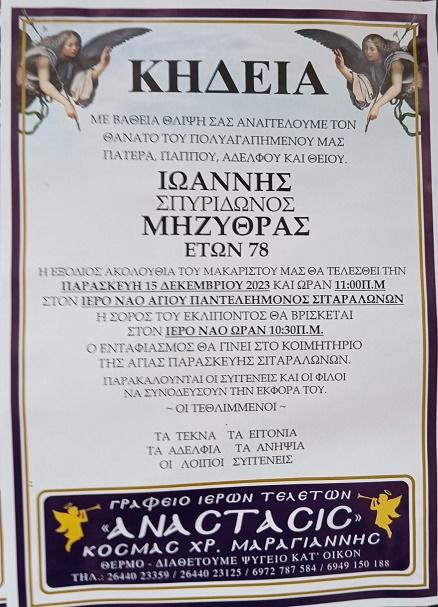 ΚΗΔΕΙΑ
ΜΕ ΒΑΘΕΙΑ ΘΛΙΨΗ ΣΑΣ ΑΝΑΓΓΕΛΟΥΜΕ ΤΟΝ
ΘΑΝΑΤΟ ΤΟΥ ΠΟΛΥΑΓΑΠΗΜΕΝΟΥ ΜΑΣ
ΠΑΤΕΡΑ, ΠΑΠΠΟΥ, ΑΔΕΛΦΟΥ ΚΑΙ ΘΕΙΟΥ.
ΙΩΑΝΝΗΣ
ΣΠΥΡΙΔΩΝΟΣ
ΜΗΖΥΘΡΑΣ
ΕΤΩΝ 78
Η ΕΞΟΔΙΟΣ ΑΚΟΛΟΥΘΙΑ ΤΟΥ ΜΑΚΑΡΙΣΤΟΥ ΜΑΣ ΘΑ ΤΕΛΕΣΘΕΙ ΤΗΝ
ΠΑΡΑΣΚΕΥΗ 15 ΔΕΚΕΜΒΡΙΟΥ 2023 ΚΑΙ ΩΡΑΝ 11:00Π.Μ
ΣΤΟΝ ΙΕΡΟ ΝΑΟ ΑΓΙΟΥ ΠΑΝΤΕΛΕΗΜΟΝΟΣ ΣΙΤΑΡΑΛΩΝΩΝ
Η ΣΟΡΟΣ ΤΟΥ ΕΚΛΙΠΟΝΤΟΣ ΘΑ ΒΡΙΣΚΕΤΑΙ
ΣΤΟΝ ΙΕΡΟ ΝΑΟ ΩΡΑΝ 10:30Π.Μ.
Ο ΕΝΤΑΦΙΑΣΜΟΣ ΘΑ ΓΙΝΕΙ ΣΤΟ ΚΟΙΜΗΤΗΡΙΟ
ΤΗΣ ΑΓΙΑΣ ΠΑΡΑΣΚΕΥΗΣ ΣΙΤΑΡΑΛΩΝΩΝ.
ΠΑΡΑΚΑΛΟΥΝΤΑΙ ΟΙ ΣΥΓΓΕΝΕΙΣ ΚΑΙ ΟΙ ΦΙΛΟΙ
ΝΑ ΣΥΝΟΔΕΥΣΟΥΝ ΤΗΝ ΕΚΦΟΡΑ ΤΟΥ.
~ ΟΙ ΤΕΘΛΙΜΜΕΝΟΙ ~
ΤΑ ΤΕΚΝΑ ΤΑ ΕΓΓΟΝΙΑ
ΤΑ ΑΔΕΛΦΙΑ ΤΑ ΑΝΗΨΙΑ
ΟΙ ΛΟΙΠΟΙ ΣΥΓΓΕΝΕΙΣ
ΓΡΑΦΕΙΟ ΙΕΡΩΝ ΤΕΛΕΤΩΝ
«ΑΝΑCΤΑCΙC»
ΚΟCΜΑC ΧΡ. ΜΑΡΑΓΙΑΝΝΗC
ΘΕΡΜΟ - ΔΙΑΘΕΤΟΥΜΕ ΨΥΓΕΙΟ ΚΑΤ' ΟΙΚΟΝ
ΤΗΛ.: 26440 23359 / 26440 23125 / 6972 787 584 / 6949 150 188